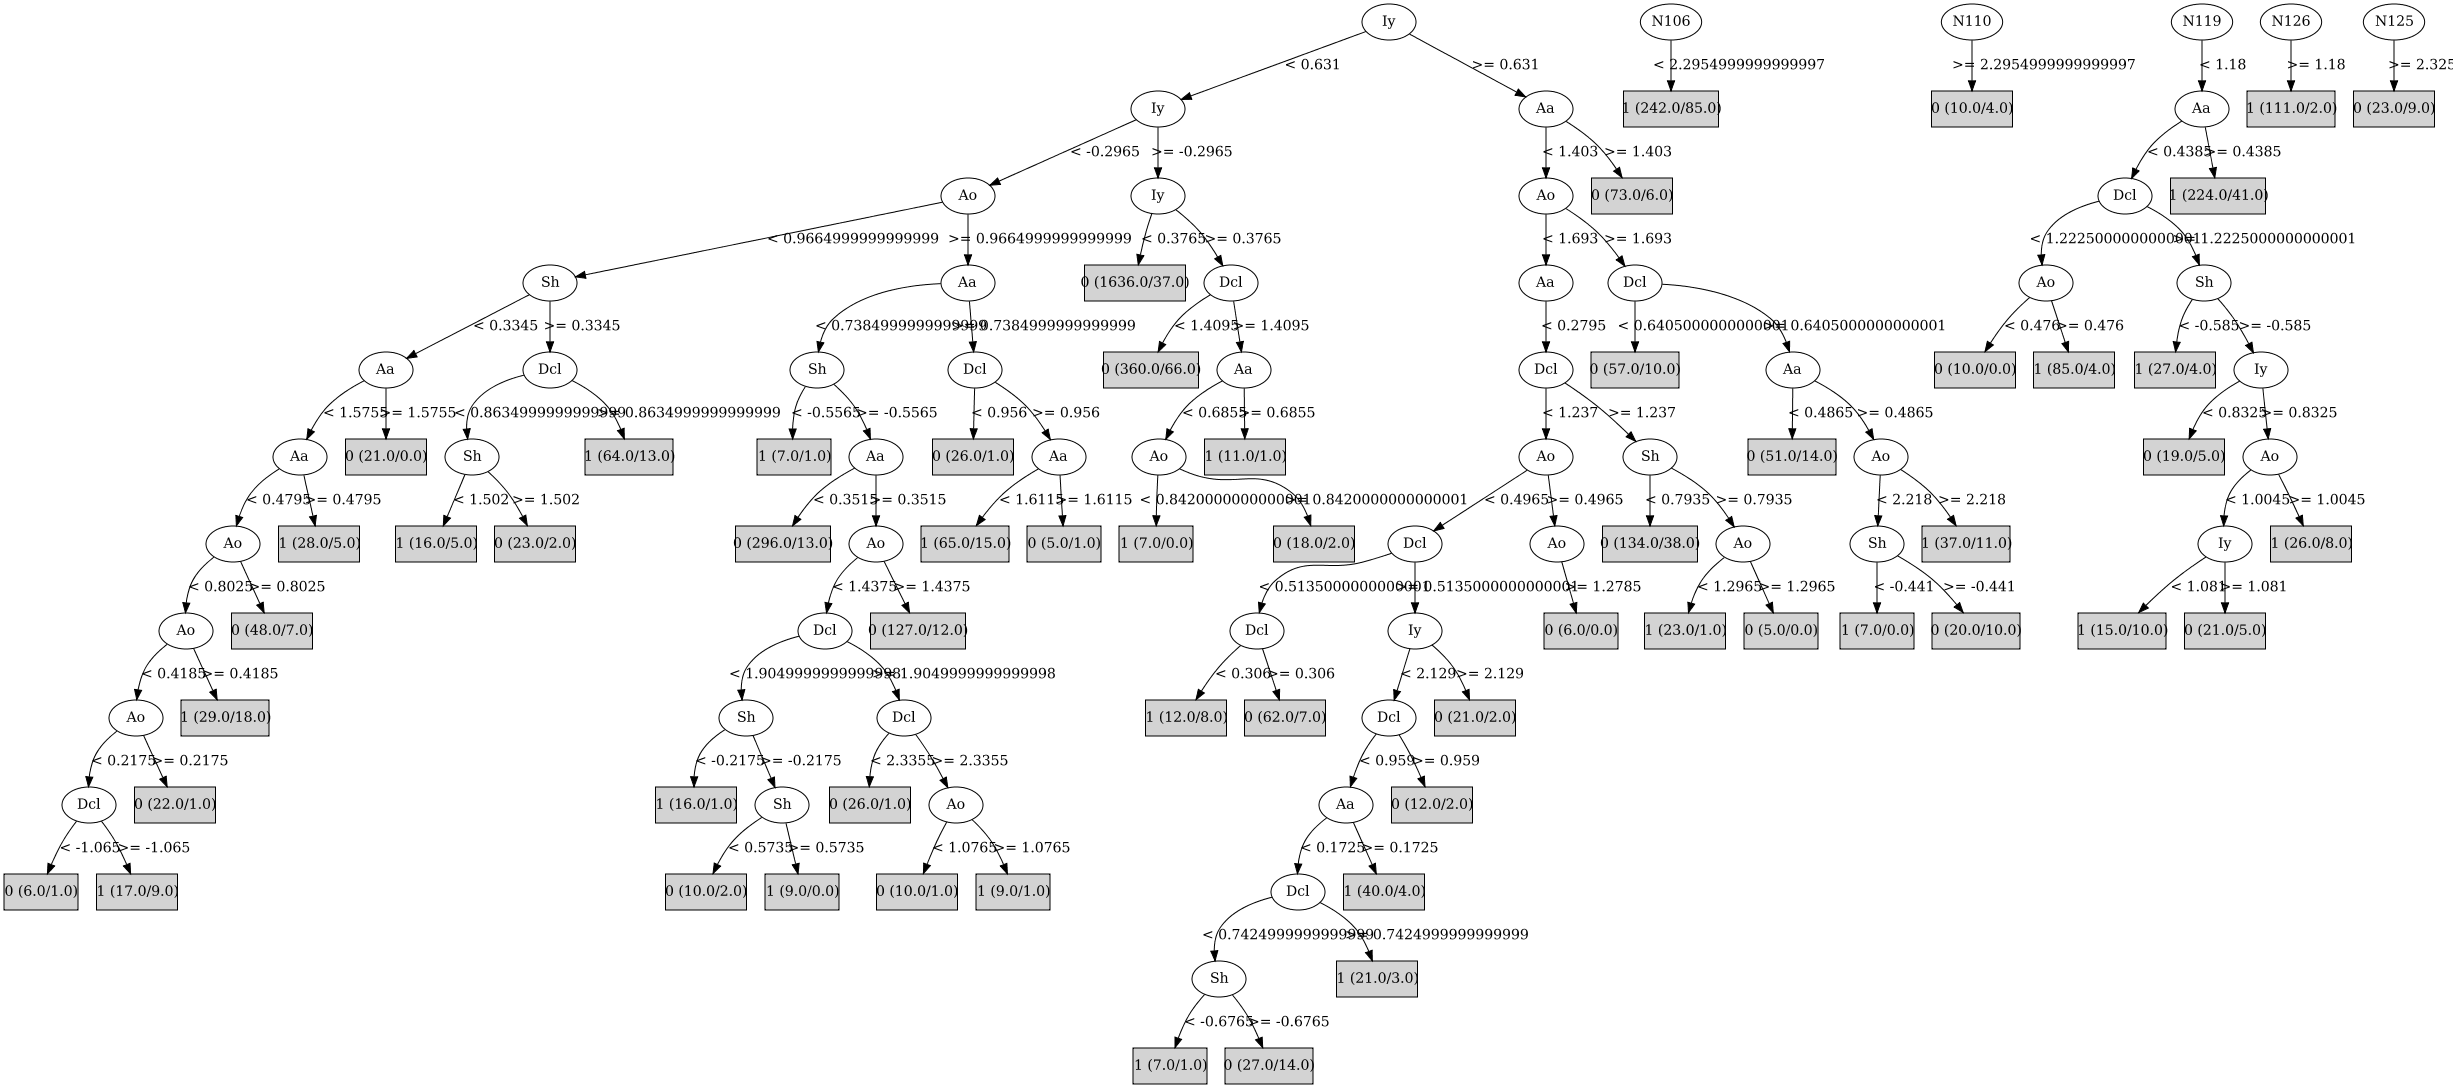 Iy N106 N110 N119 N126 N125
< 0.631 >= 0.631 < 2.2954999999999997 >= 2.2954999999999997 < 1.18 >= 1.18 >= 2.325
Iy Aa 1 (242.0/85.0) 0 (10.0/4.0) Aa 1 (111.0/2.0) 0 (23.0/9.0)
< -0.2965 >= -0.2965 < 1.403 >= 1.403 < 0.4385 >= 0.4385
Ao Iy Ao 0 (73.0/6.0) Dcl 1 (224.0/41.0)
< 0.9664999999999999 >= 0.9664999999999999 < 0.3765 >= 0.3765 < 1.693 >= 1.693 < 1.2225000000000001 >= 1.2225000000000001
Sh Aa 0 (1636.0/37.0) Dcl Aa Dcl Ao Sh
< 0.3345 >= 0.3345 < 0.7384999999999999 >= 0.7384999999999999 < 1.4095 >= 1.4095 < 0.2795 < 0.6405000000000001 >= 0.6405000000000001 < 0.476 >= 0.476 < -0.585 >= -0.585
Aa Dcl Sh Dcl 0 (360.0/66.0) Aa Dcl 0 (57.0/10.0) Aa 0 (10.0/0.0) 1 (85.0/4.0) 1 (27.0/4.0) Iy
< 1.5755 >= 1.5755 < 0.8634999999999999 >= 0.8634999999999999 < -0.5565 >= -0.5565 < 0.956 >= 0.956 < 0.6855 >= 0.6855 < 1.237 >= 1.237 < 0.4865 >= 0.4865 < 0.8325 >= 0.8325
Aa 0 (21.0/0.0) Sh 1 (64.0/13.0) 1 (7.0/1.0) Aa 0 (26.0/1.0) Aa Ao 1 (11.0/1.0) Ao Sh 0 (51.0/14.0) Ao 0 (19.0/5.0) Ao
< 0.4795 >= 0.4795 < 1.502 >= 1.502 < 0.3515 >= 0.3515 < 1.6115 >= 1.6115 < 0.8420000000000001 >= 0.8420000000000001 < 0.4965 >= 0.4965 < 0.7935 >= 0.7935 < 2.218 >= 2.218 < 1.0045 >= 1.0045
Ao 1 (28.0/5.0) 1 (16.0/5.0) 0 (23.0/2.0) 0 (296.0/13.0) Ao 1 (65.0/15.0) 0 (5.0/1.0) 1 (7.0/0.0) 0 (18.0/2.0) Dcl Ao 0 (134.0/38.0) Ao Sh 1 (37.0/11.0) Iy 1 (26.0/8.0)
< 0.8025 >= 0.8025 < 1.4375 >= 1.4375 < 0.5135000000000001 >= 0.5135000000000001 >= 1.2785 < 1.2965 >= 1.2965 < -0.441 >= -0.441 < 1.081 >= 1.081
Ao 0 (48.0/7.0) Dcl 0 (127.0/12.0) Dcl Iy 0 (6.0/0.0) 1 (23.0/1.0) 0 (5.0/0.0) 1 (7.0/0.0) 0 (20.0/10.0) 1 (15.0/10.0) 0 (21.0/5.0)
< 0.4185 >= 0.4185 < 1.9049999999999998 >= 1.9049999999999998 < 0.306 >= 0.306 < 2.129 >= 2.129
Ao 1 (29.0/18.0) Sh Dcl 1 (12.0/8.0) 0 (62.0/7.0) Dcl 0 (21.0/2.0)
< 0.2175 >= 0.2175 < -0.2175 >= -0.2175 < 2.3355 >= 2.3355 < 0.959 >= 0.959
Dcl 0 (22.0/1.0) 1 (16.0/1.0) Sh 0 (26.0/1.0) Ao Aa 0 (12.0/2.0)
< -1.065 >= -1.065 < 0.5735 >= 0.5735 < 1.0765 >= 1.0765 < 0.1725 >= 0.1725
0 (6.0/1.0) 1 (17.0/9.0) 0 (10.0/2.0) 1 (9.0/0.0) 0 (10.0/1.0) 1 (9.0/1.0) Dcl 1 (40.0/4.0)
< 0.7424999999999999 >= 0.7424999999999999
Sh 1 (21.0/3.0)
< -0.6765 >= -0.6765
1 (7.0/1.0) 0 (27.0/14.0)